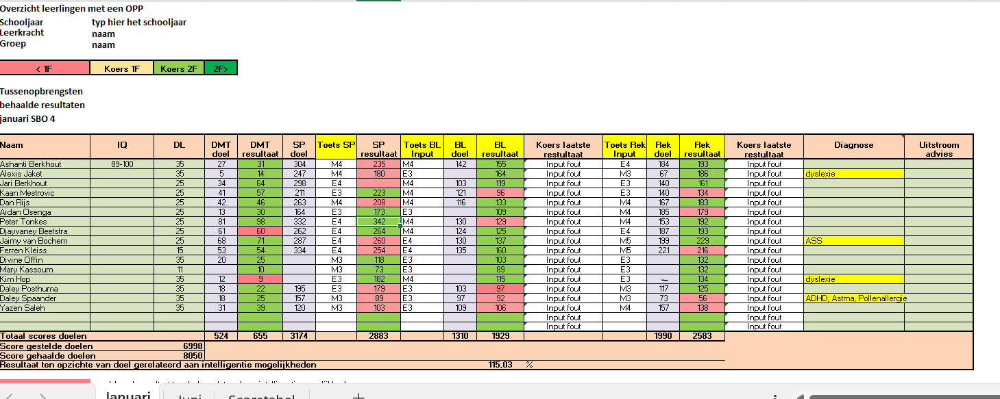 Overzicht leerlingen met een OPP
Schooljaar typ hier het schooljaar
Leerkracht naam
Groep naam
< 1F Koers 1F Koers 2F 2F>
Tussenopbrengsten
behaalde resultaten
januari SBO 4
Naam IQ DL DMT doel DMT resultaat SP doel Toets SP SP resultaat Toets BL Input BL doel BL resultaat Koers laatste restultaat Toets Rek Input Rek doel Rek resultaat Koers laatste restultaat Diagnose Uitstroom advies
Ashanti Berkhout 89-100 35 27 31 304 M4 235 M4 142 155 Input fout E4 184 193 Input fout
Alexis Jaket 35 5 14 247 M4 180 E3 164 Input fout M3 67 186 Input fout dyslexie
Jari Berkhout 25 34 64 298 E4 M4 103 119 Input fout E3 140 161 Input fout
Kaan Mestrovic 25 41 57 211 E3 223 M4 121 96 Input fout E3 140 134 Input fout
Dan Rijs 25 42 46 263 M4 208 M4 116 133 Input fout M4 167 183 Input fout
Aidan Osenga 25 13 30 164 E3 173 E3 109 Input fout M4 185 179 Input fout
Peter Tonkes 25 81 98 332 E4 342 M4 130 129 Input fout M4 153 192 Input fout
Djayvaney Beetstra 25 61 60 262 E4 264 M4 124 125 Input fout E4 187 193 Input fout
Jaimy van Bochem 25 68 71 287 E4 260 E4 130 137 Input fout M5 199 229 Input fout ASS
Ferren Kleiss 15 53 54 334 E4 254 E4 135 160 Input fout M5 221 216 Input fout
Divine Offin 35 20 25 M3 118 E3 103 Input fout E3 132 Input fout
Mary Kassoum 11 10 M3 73 E3 89 Input fout E3 132 Input fout
Kim Hop 35 12 9 E3 182 M4 115 Input fout E3 – 134 Input fout dyslexie
Daley Posthuma 35 18 22 195 E3 179 E3 103 97 Input fout M3 117 125 Input fout
Daley Spaander 35 18 25 157 M3 89 E3 97 92 Input fout M3 73 56 Input fout ADHD, Astma, Pollenallergie
Yazen Saleh 35 31 39 120 M3 103 E3 109 106 Input fout M4 157 138 Input fout
Input fout Input fout
Input fout Input fout
Totaal scores doelen 524 655 3174 2883 1310 1929 1990 2583
Score gestelde doelen 6998
Score gehaalde doelen 8050
Resultaat ten opzichte van doel gerelateerd aan intelligentie mogelijkheden 115,03 %
Januari Juni Scoretabel +